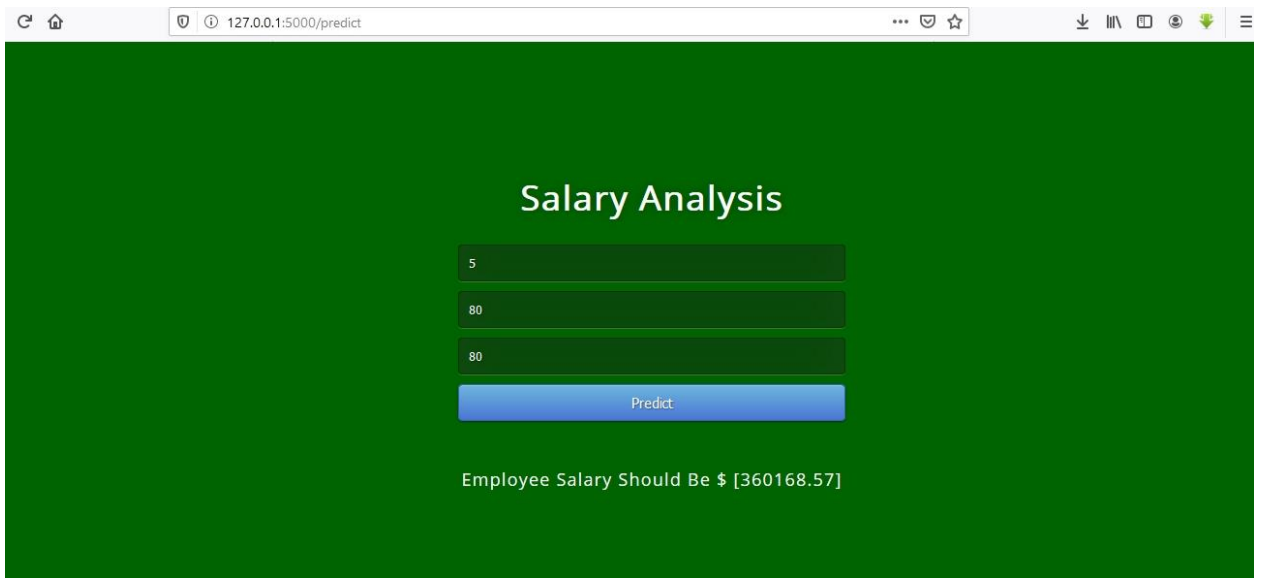 127.0.0.1:5000/predict
Salary Analysis
5
80
80
Predict
Employee Salary Should Be $ [360168.57]